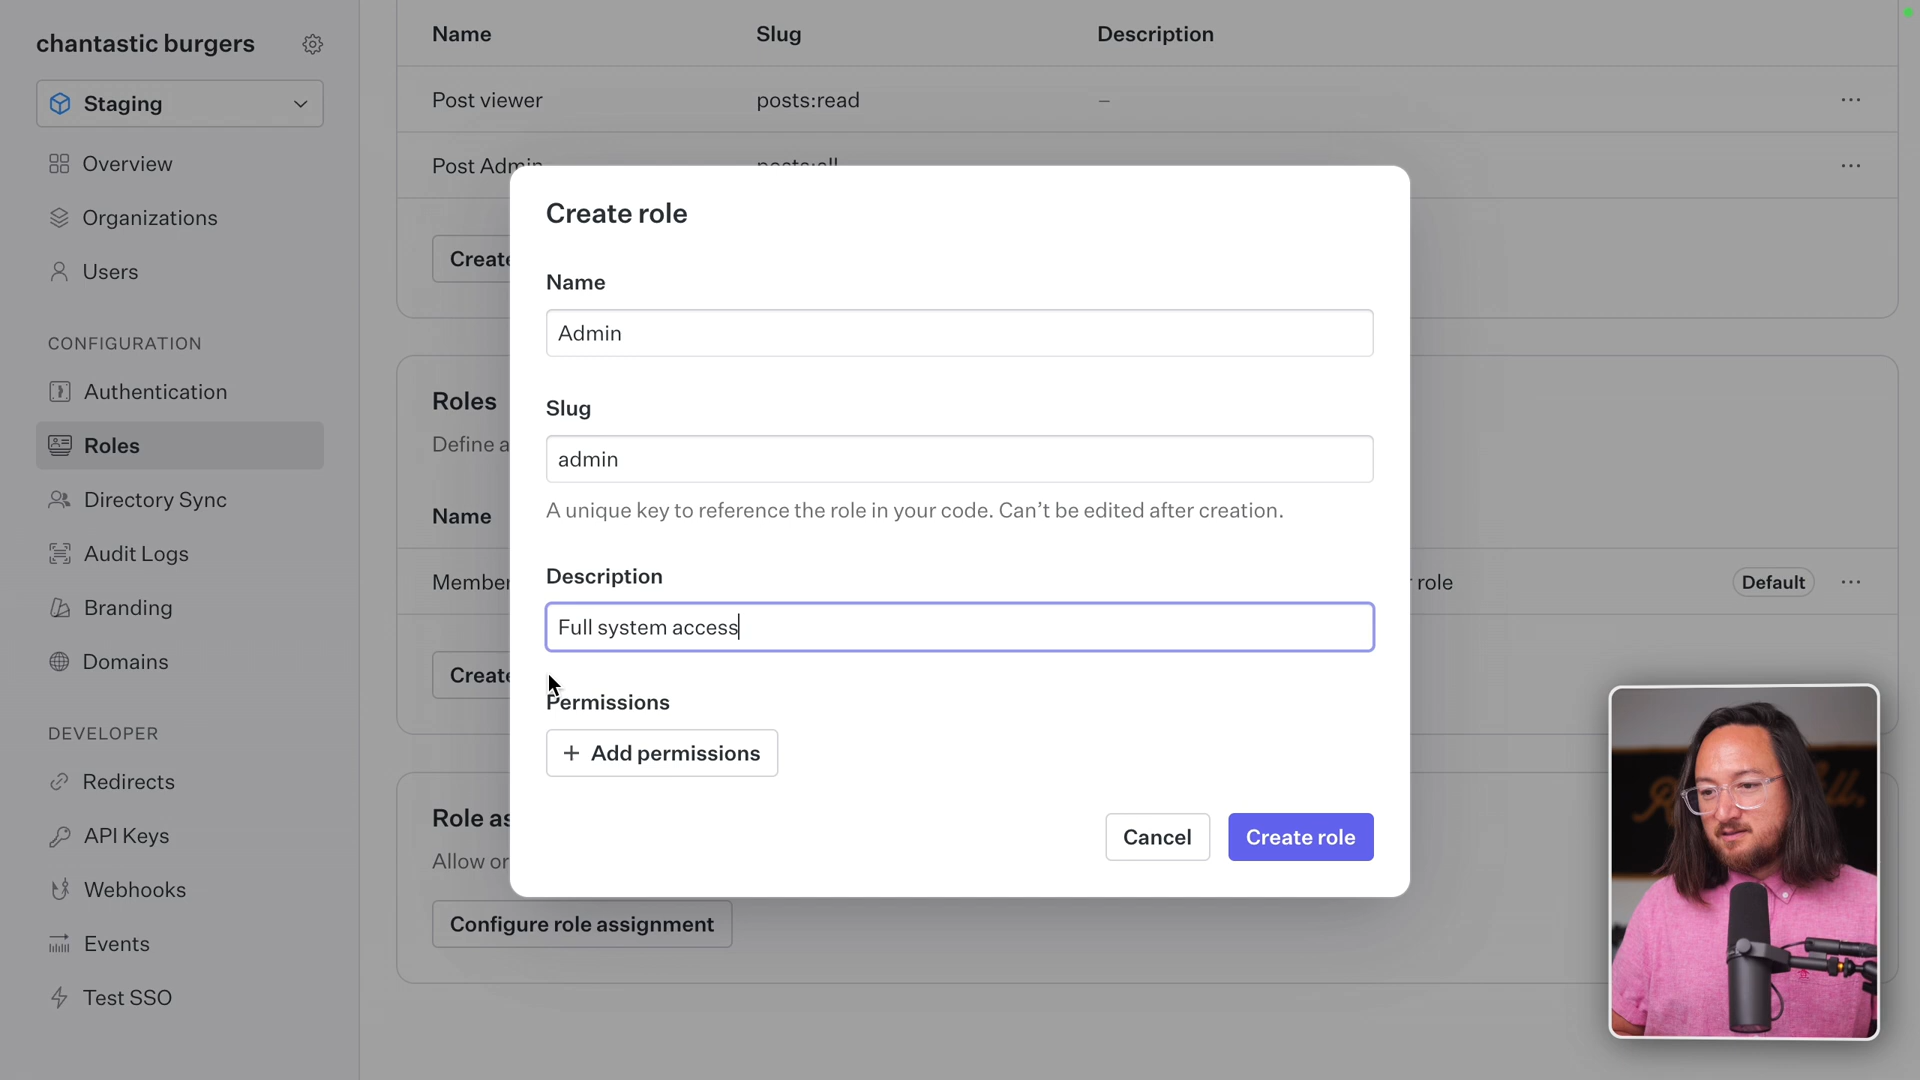 chantastic burgers
Staging
Overview
Organizations
Users
CONFIGURATION
Authentication
Roles
Directory Sync
Audit Logs
Branding
Domains
DEVELOPER
Redirects
API Keys
Webhooks
Events
Test SSO
Name Slug Description
Post viewer posts:read –
Post Admin posts:all
Create
Roles
Define a
Name
Member role Default
Create
Role as
Allow or
Configure role assignment
Create role
Name
Admin
Slug
admin
A unique key to reference the role in your code. Can’t be edited after creation.
Description
Full system access
Permissions
+ Add permissions
Cancel Create role